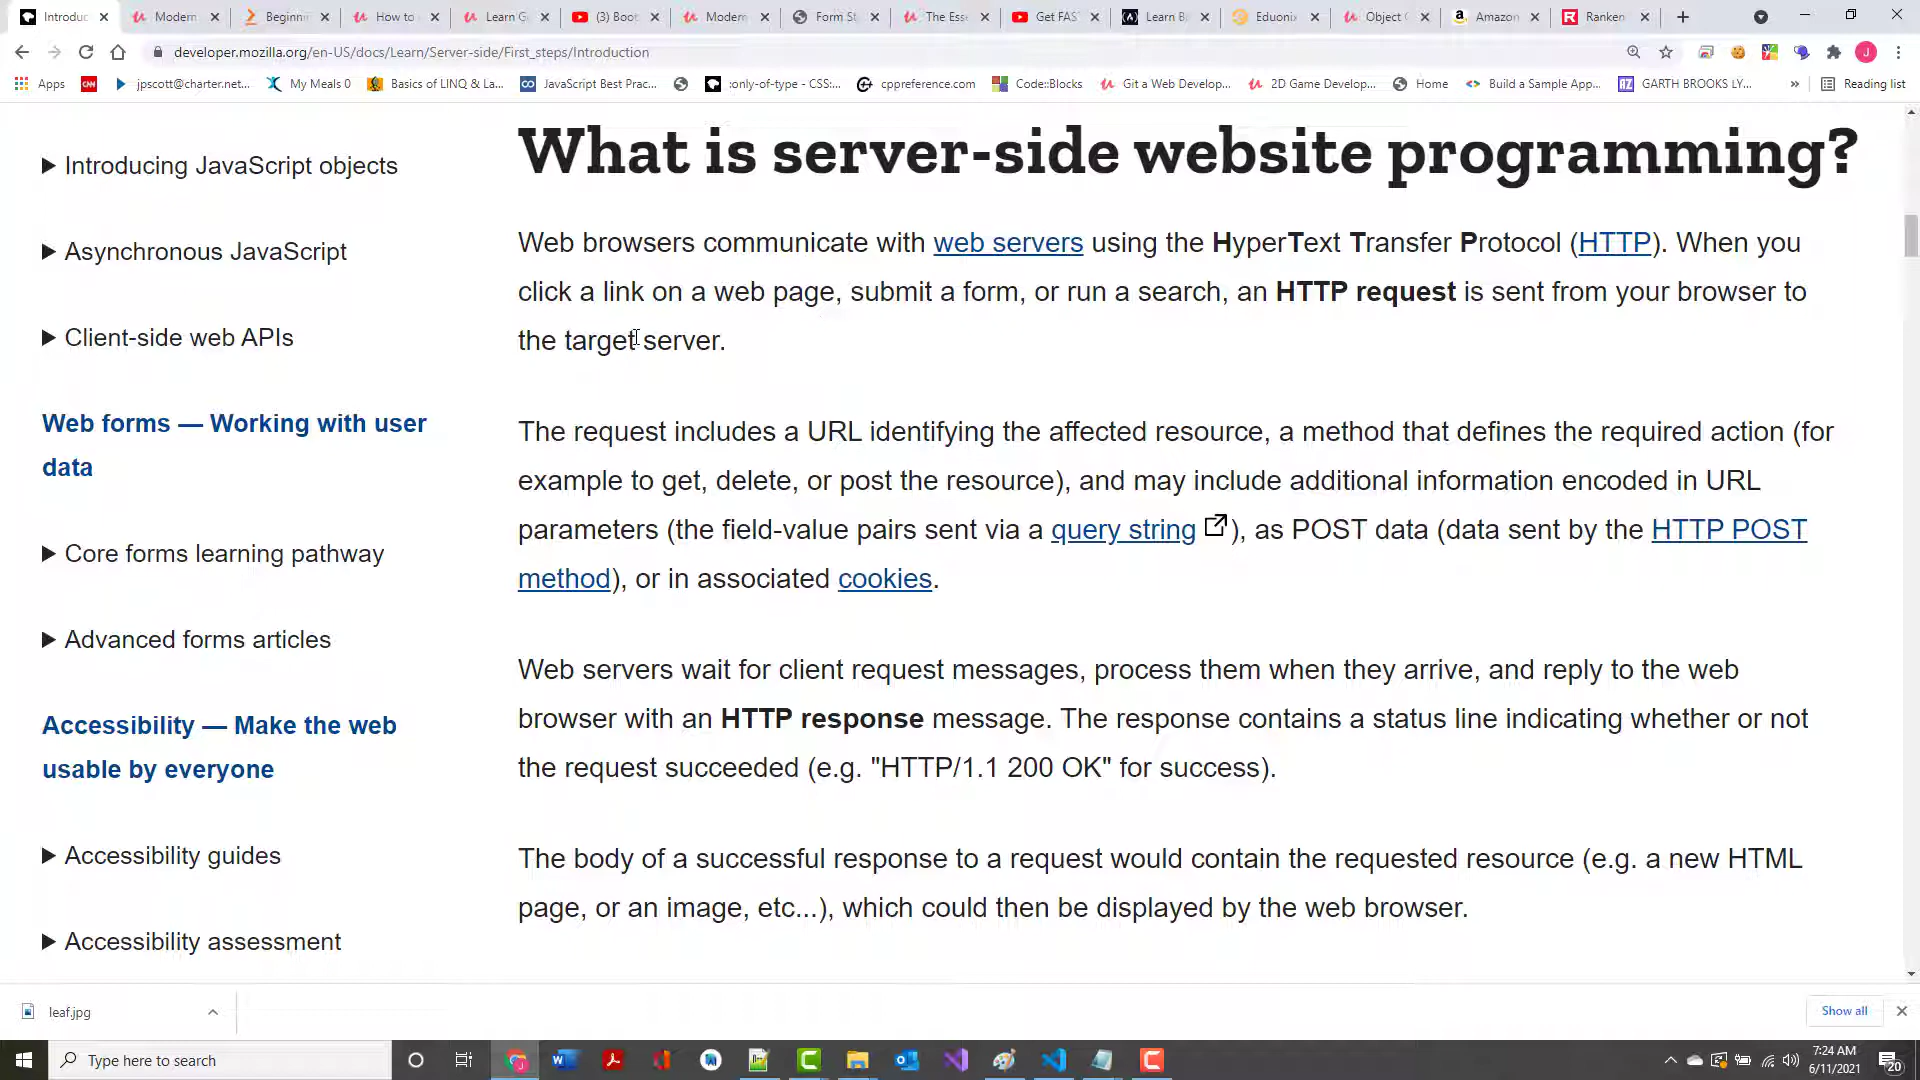 Introduc
Modern
Beginni
How to
Learn G
(3) Boot
Modern
Form St
The Ess
Get FAS
Learn B
Eduonix
Object
Amazon
Ranken
developer.mozilla.org/en-US/docs/Learn/Server-side/First_steps/Introduction
Apps
CNN
jpscott@charter.net...
My Meals 0
Basics of LINQ & La...
JavaScript Best Prac...
:only-of-type - CSS:...
cppreference.com
Code::Blocks
Git a Web Develop...
2D Game Develop...
Home
Build a Sample App...
GARTH BROOKS LY...
Reading list
Introducing JavaScript objects
Asynchronous JavaScript
Client-side web APIs
Web forms — Working with user
data
Core forms learning pathway
Advanced forms articles
Accessibility — Make the web
usable by everyone
Accessibility guides
Accessibility assessment
What is server-side website programming?
Web browsers communicate with web servers using the HyperText Transfer Protocol (HTTP). When you
click a link on a web page, submit a form, or run a search, an HTTP request is sent from your browser to
the target server.
The request includes a URL identifying the affected resource, a method that defines the required action (for
example to get, delete, or post the resource), and may include additional information encoded in URL
parameters (the field-value pairs sent via a query string), as POST data (data sent by the HTTP POST
method), or in associated cookies.
Web servers wait for client request messages, process them when they arrive, and reply to the web
browser with an HTTP response message. The response contains a status line indicating whether or not
the request succeeded (e.g. "HTTP/1.1 200 OK" for success).
The body of a successful response to a request would contain the requested resource (e.g. a new HTML
page, or an image, etc...), which could then be displayed by the web browser.
leaf.jpg
Show all
Type here to search
7:24 AM
6/11/2021
20